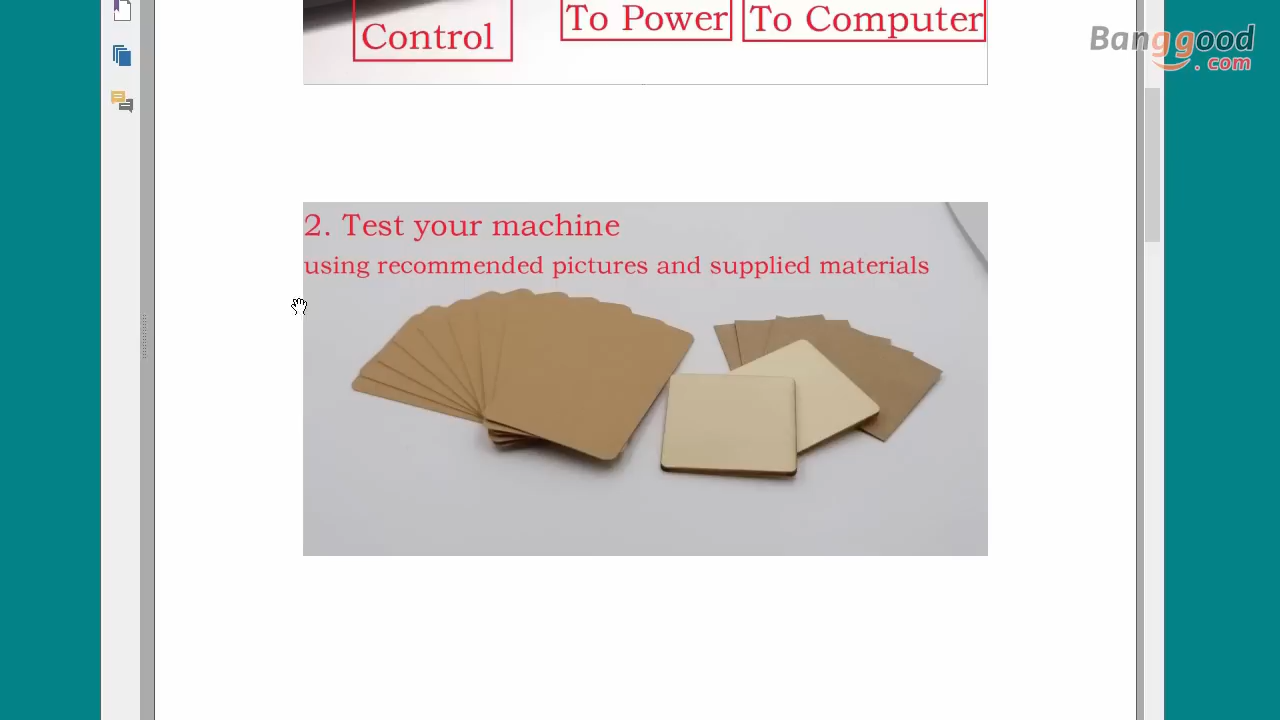 Control
To Power
To Computer
Banggood
.com
2. Test your machine
using recommended pictures and supplied materials